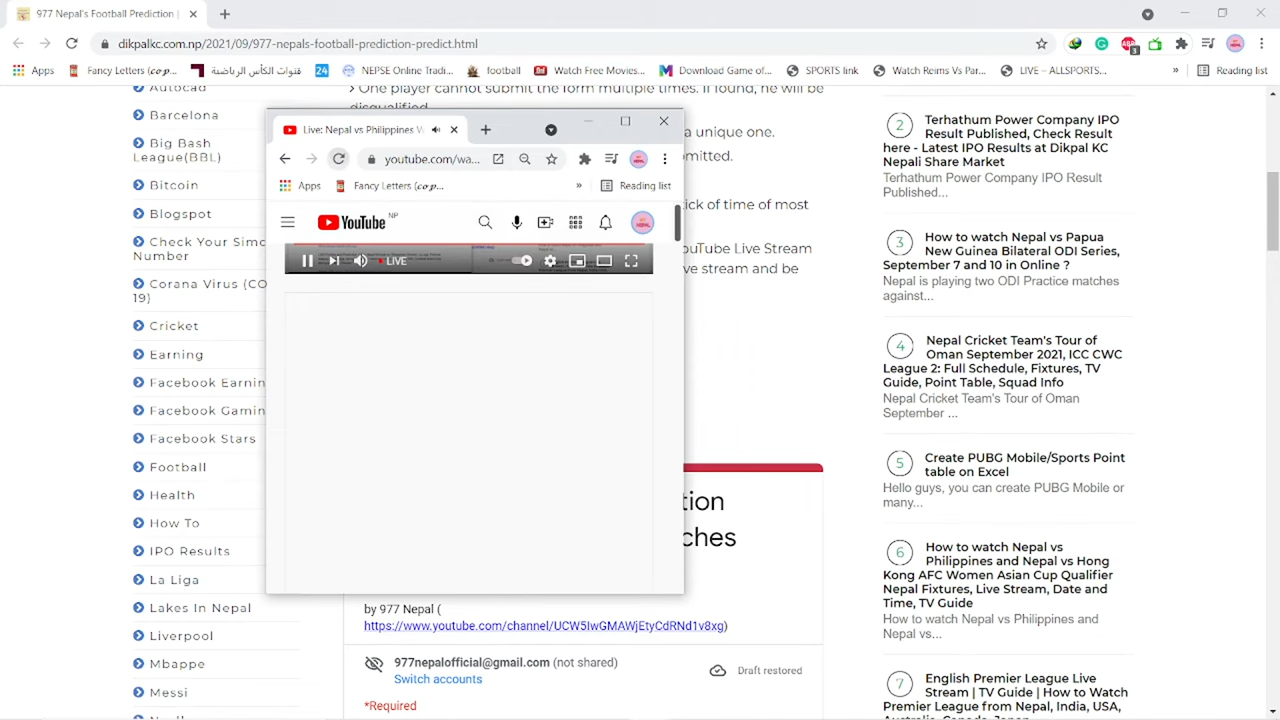 977 Nepal's Football Prediction |
dikpalkc.com.np/2021/09/977-nepals-football-prediction-predict.html
3
Apps
Fancy Letters (𝓬𝓸𝓹...
قنوات الكأس الرياضية
24
NEPSE Online Tradi...
football
Watch Free Movies...
Download Game of...
SPORTS link
Watch Reims Vs Par...
LIVE – ALLSPORTS...
»
Reading list
Autocad
Barcelona
Big Bash
League(BBL)
Bitcoin
Blogspot
Check Your Simc
Number
Corana Virus (CO
19)
Cricket
Earning
Facebook Earnin
Facebook Gamin
Facebook Stars
Football
Health
How To
IPO Results
La Liga
Lakes In Nepal
Liverpool
Mbappe
Messi
> One player cannot submit the form multiple times. If found, he will be
disqualified
a unique one.
omitted.
ick of time of most
uTube Live Stream
ve stream and be
Live: Nepal vs Philippines W
youtube.com/wa...
Apps
Fancy Letters (𝓬𝓸𝓹...
»
Reading list
YouTube NP
LIVE
tion
ches
by 977 Nepal (
https://www.youtube.com/channel/UCW5IwGMAWjEtyCdRNd1v8xg)
977nepalofficial@gmail.com (not shared)
Switch accounts
Draft restored
*Required
2
Terhathum Power Company IPO
Result Published, Check Result
here - Latest IPO Results at Dikpal KC
Nepali Share Market
Terhathum Power Company IPO Result
Published...
3
How to watch Nepal vs Papua
New Guinea Bilateral ODI Series,
September 7 and 10 in Online ?
Nepal is playing two ODI Practice matches
against...
4
Nepal Cricket Team's Tour of
Oman September 2021, ICC CWC
League 2: Full Schedule, Fixtures, TV
Guide, Point Table, Squad Info
Nepal Cricket Team's Tour of Oman
September ...
5
Create PUBG Mobile/Sports Point
table on Excel
Hello guys, you can create PUBG Mobile or
many...
6
How to watch Nepal vs
Philippines and Nepal vs Hong
Kong AFC Women Asian Cup Qualifier
Nepal Fixtures, Live Stream, Date and
Time, TV Guide
How to watch Nepal vs Philippines and
Nepal vs...
7
English Premier League Live
Stream | TV Guide | How to Watch
Premier League from Nepal, India, USA,
Australia, Canada, Japan